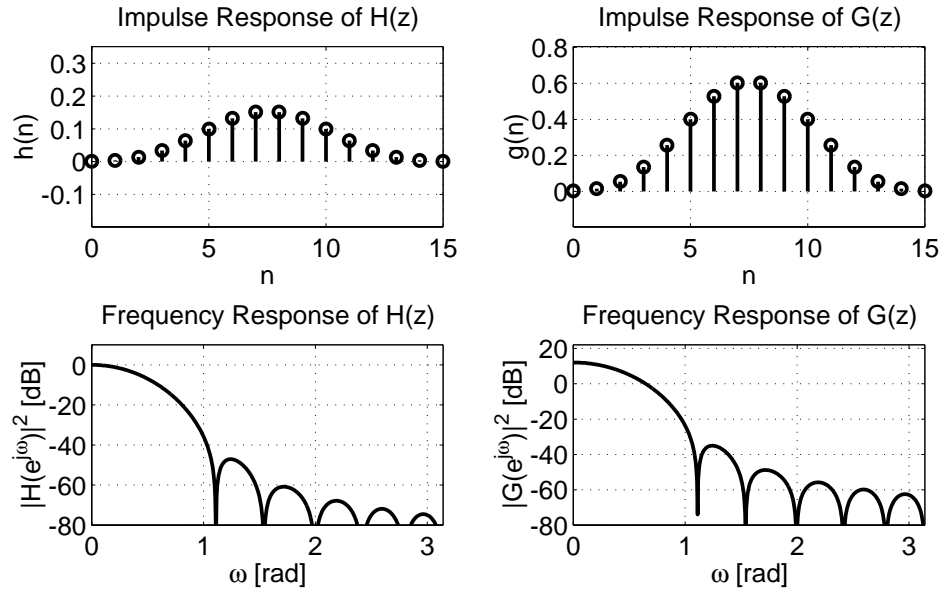 Impulse Response of H(z)
0.3
0.2
0.1
0
-0.1
h(n)
0 5 10 15
n
Impulse Response of G(z)
0.8
0.6
0.4
0.2
0
g(n)
0 5 10 15
n
Frequency Response of H(z)
0
-20
-40
-60
-80
|H(e^{jω})|² [dB]
0 1 2 3
ω [rad]
Frequency Response of G(z)
20
0
-20
-40
-60
-80
|G(e^{jω})|² [dB]
0 1 2 3
ω [rad]